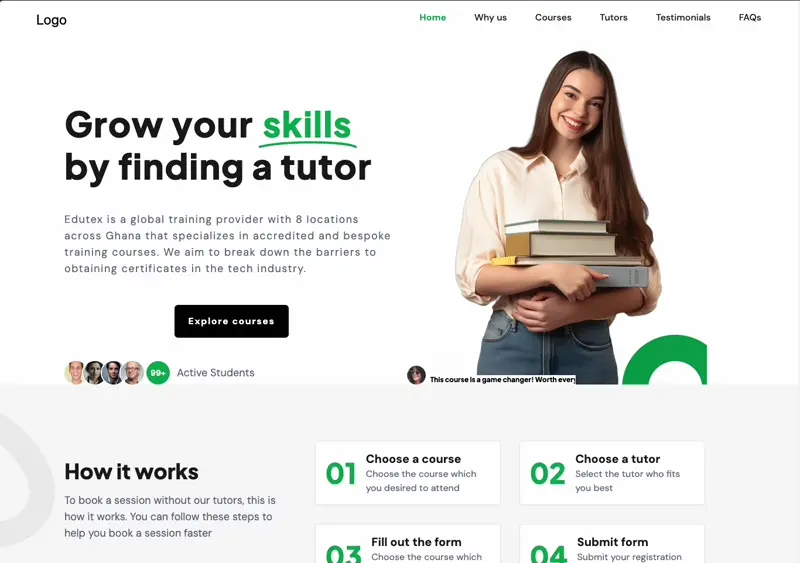 Logo
Home Why us Courses Tutors Testimonials FAQs
Grow your skills
by finding a tutor
Edutex is a global training provider with 8 locations
across Ghana that specializes in accredited and bespoke
training courses. We aim to break down the barriers to
obtaining certificates in the tech industry.
Explore courses
99+ Active Students
This course is a game changer! Worth every
How it works
To book a session without our tutors, this is
how it works. You can follow these steps to
help you book a session faster
01 Choose a course
Choose the course which
you desired to attend
02 Choose a tutor
Select the tutor who fits
you best
03 Fill out the form
Choose the course which
04 Submit form
Submit your registration